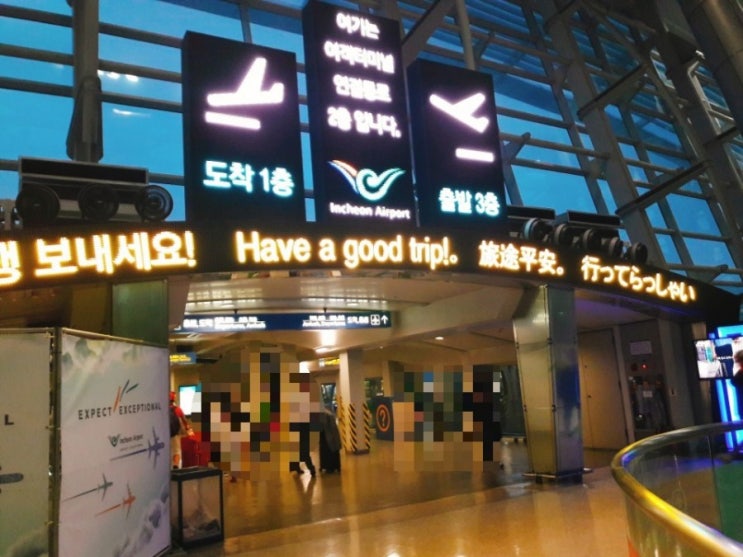 여기는
여객터미널
연결통로
2층 입니다.
Incheon Airport
도착 1층
출발 3층
행 보내세요! Have a good trip!。 旅途平安。 行ってらっしゃい
EXPECT EXCEPTIONAL
Incheon Airport